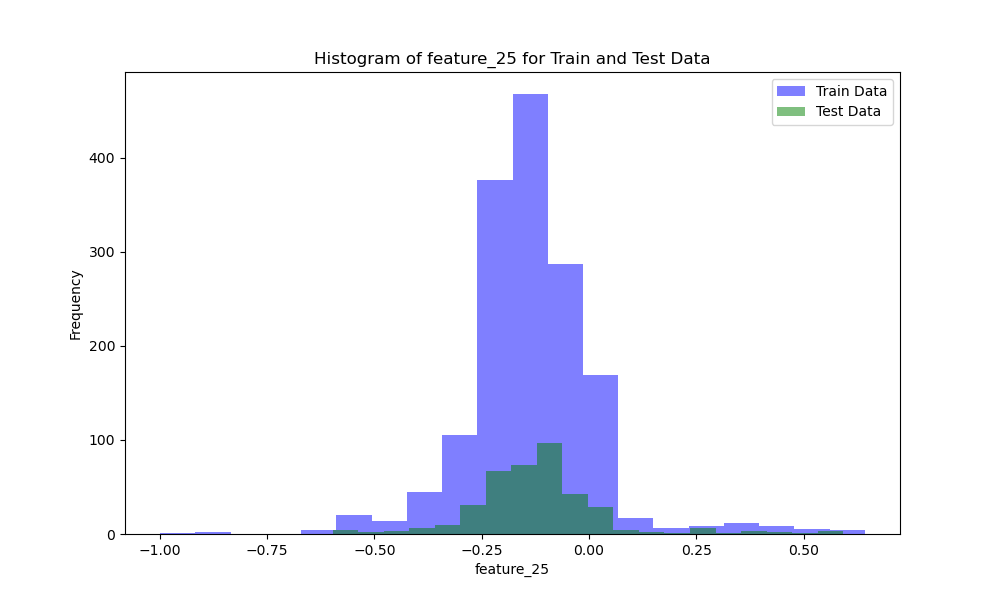 Histogram of feature_25 for Train and Test Data
Train Data
Test Data
400
300
200
100
0
Frequency
−1.00 −0.75 −0.50 −0.25 0.00 0.25 0.50
feature_25